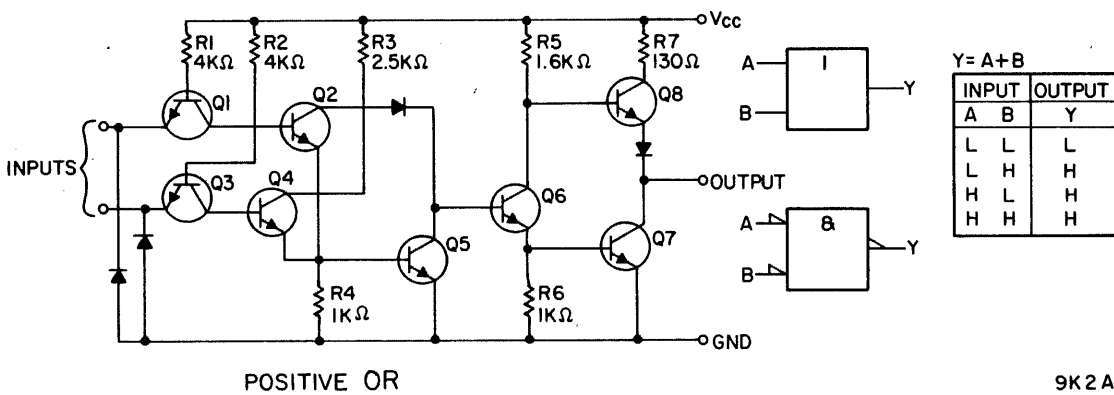 VCC
R1
4KΩ
R2
4KΩ
R3
2.5KΩ
R5
1.6KΩ
R7
130Ω
Q1
Q2
Q8
INPUTS
Q3
Q4
Q6
OUTPUT
Q5
Q7
R4
1KΩ
R6
1KΩ
GND
A
B
1
Y
A
B
&
Y
Y=A+B
INPUT OUTPUT
A B Y
L L L
L H H
H L H
H H H
POSITIVE OR
9K2A